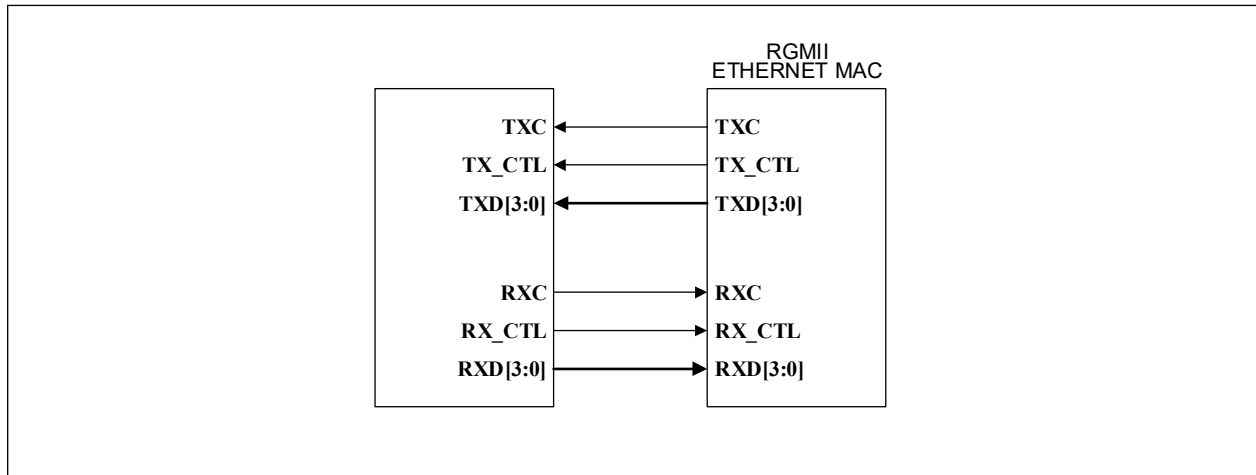 RGMII
ETHERNET MAC
TXC TXC
TX_CTL TX_CTL
TXD[3:0] TXD[3:0]
RXC RXC
RX_CTL RX_CTL
RXD[3:0] RXD[3:0]